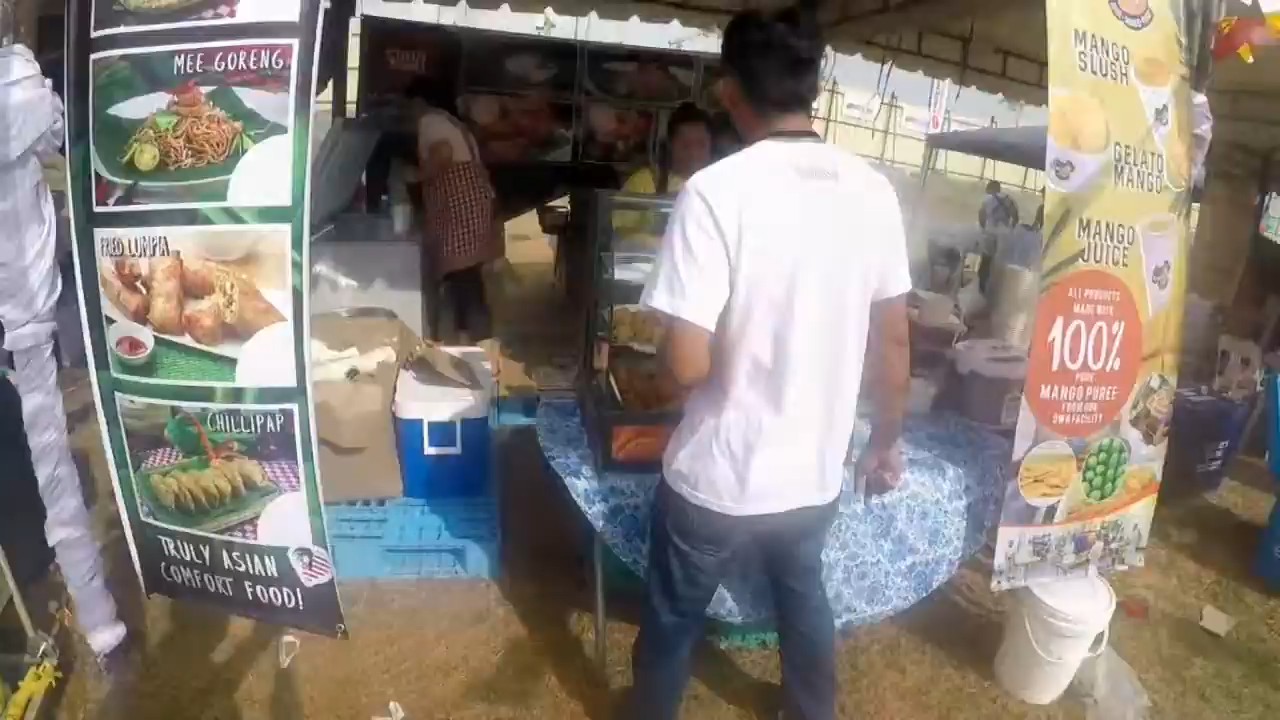 MEE GORENG
FRIED LUMPIA
CHILLIPAP
TRULY ASIAN
COMFORT FOOD!
MANGO
SLUSH
GELATO
MANGO
MANGO
JUICE
ALL PRODUCTS
MADE WITH
100%
PURE
MANGO PUREE
FROM OUR
OWN FACILITY